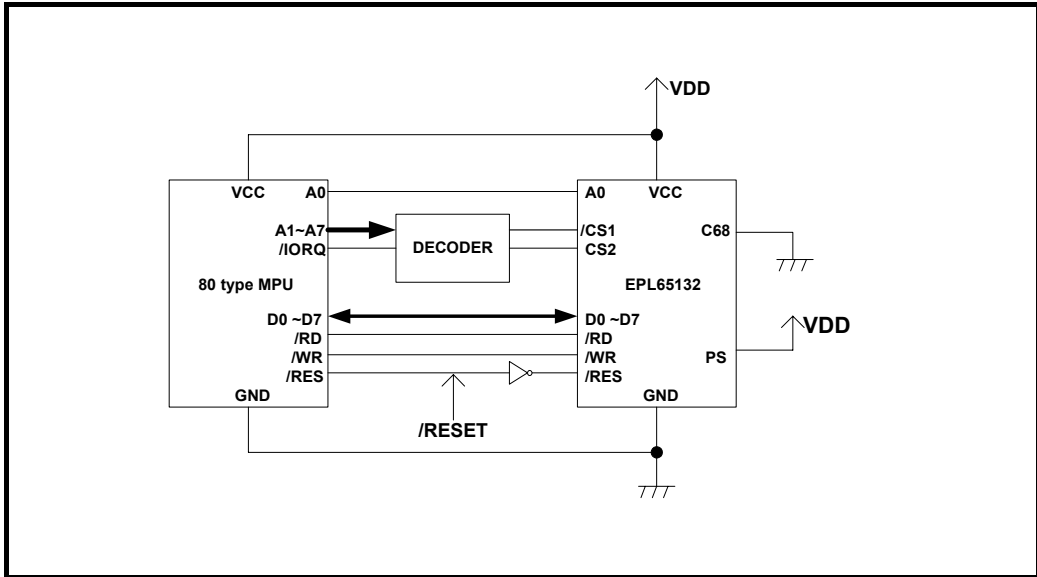 VDD
VCC A0
A0 VCC
A1~A7
/IORQ
DECODER
/CS1
CS2
C68
80 type MPU
EPL65132
D0 ~D7
/RD
/WR
/RES
D0 ~D7
/RD
/WR
/RES
VDD
PS
GND
GND
/RESET